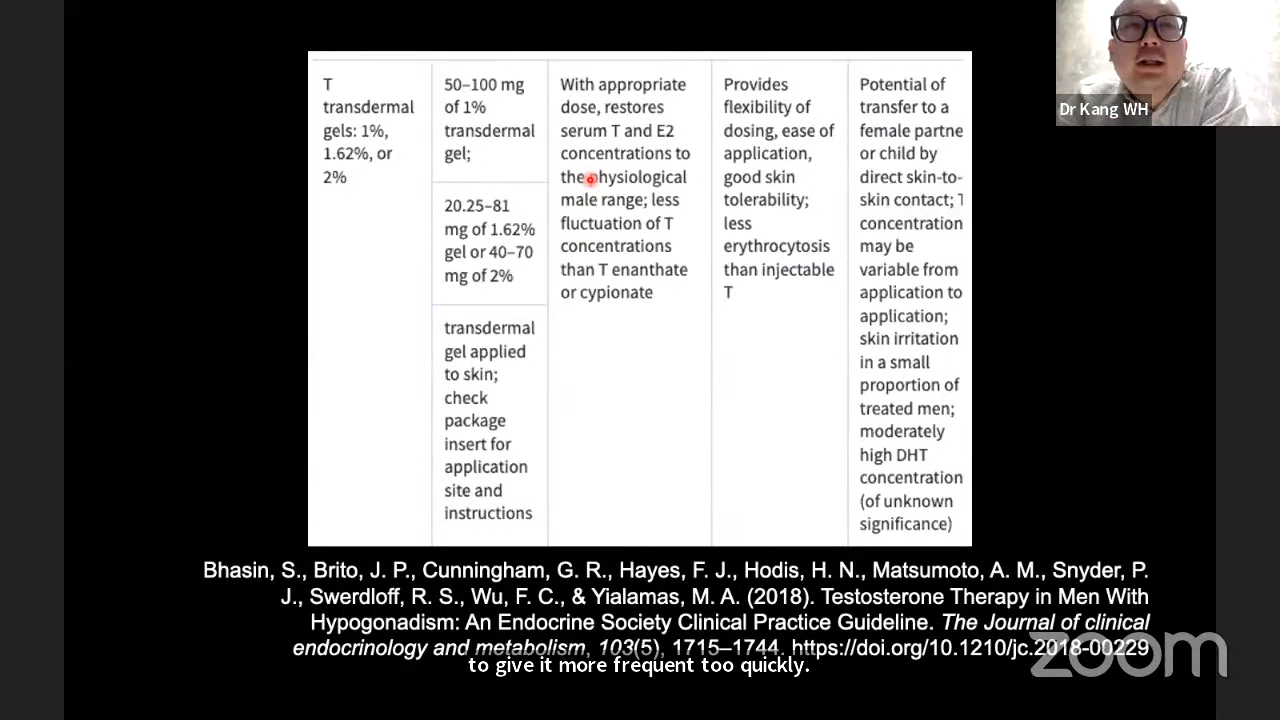 T
transdermal
gels: 1%,
1.62%, or
2%
50–100 mg
of 1%
transdermal
gel;
20.25–81
mg of 1.62%
gel or 40–70
mg of 2%
transdermal
gel applied
to skin;
check
package
insert for
application
site and
instructions
With appropriate
dose, restores
serum T and E2
concentrations to
the physiological
male range; less
fluctuation of T
concentrations
than T enanthate
or cypionate
Provides
flexibility of
dosing, ease of
application,
good skin
tolerability;
less
erythrocytosis
than injectable
T
Potential of
transfer to a
female partne
or child by
direct skin-to-
skin contact; T
concentration
may be
variable from
application to
application;
skin irritation
in a small
proportion of
treated men;
moderately
high DHT
concentration
(of unknown
significance)
Dr Kang WH
Bhasin, S., Brito, J. P., Cunningham, G. R., Hayes, F. J., Hodis, H. N., Matsumoto, A. M., Snyder, P.
J., Swerdloff, R. S., Wu, F. C., & Yialamas, M. A. (2018). Testosterone Therapy in Men With
Hypogonadism: An Endocrine Society Clinical Practice Guideline. The Journal of clinical
endocrinology and metabolism, 103(5), 1715–1744. https://doi.org/10.1210/jc.2018-00229
to give it more frequent too quickly.
zoom